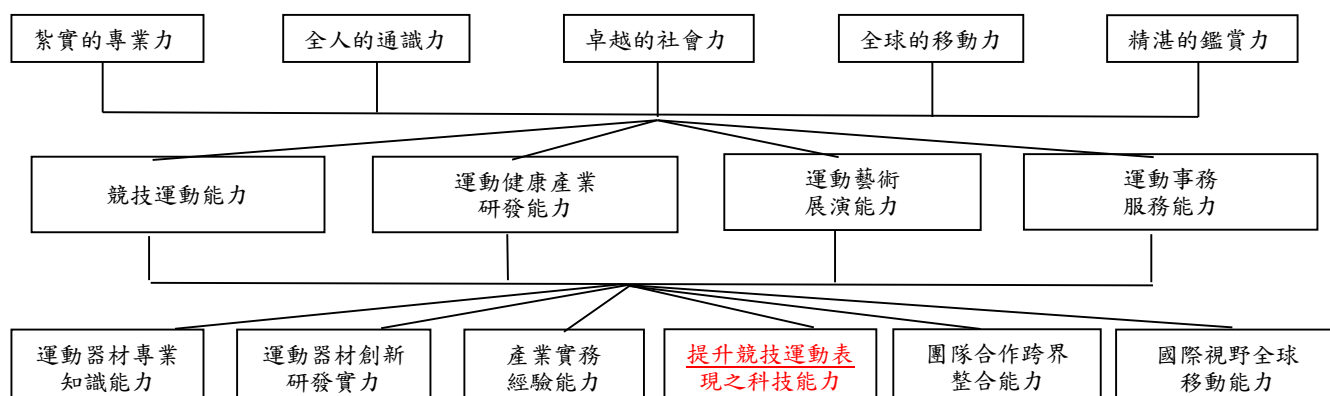 紮實的專業力
全人的通識力
卓越的社會力
全球的移動力
精湛的鑑賞力
競技運動能力
運動健康產業
研發能力
運動藝術
展演能力
運動事務
服務能力
運動器材專業
知識能力
運動器材創新
研發實力
產業實務
經驗能力
提升競技運動表
現之科技能力
團隊合作跨界
整合能力
國際視野全球
移動能力